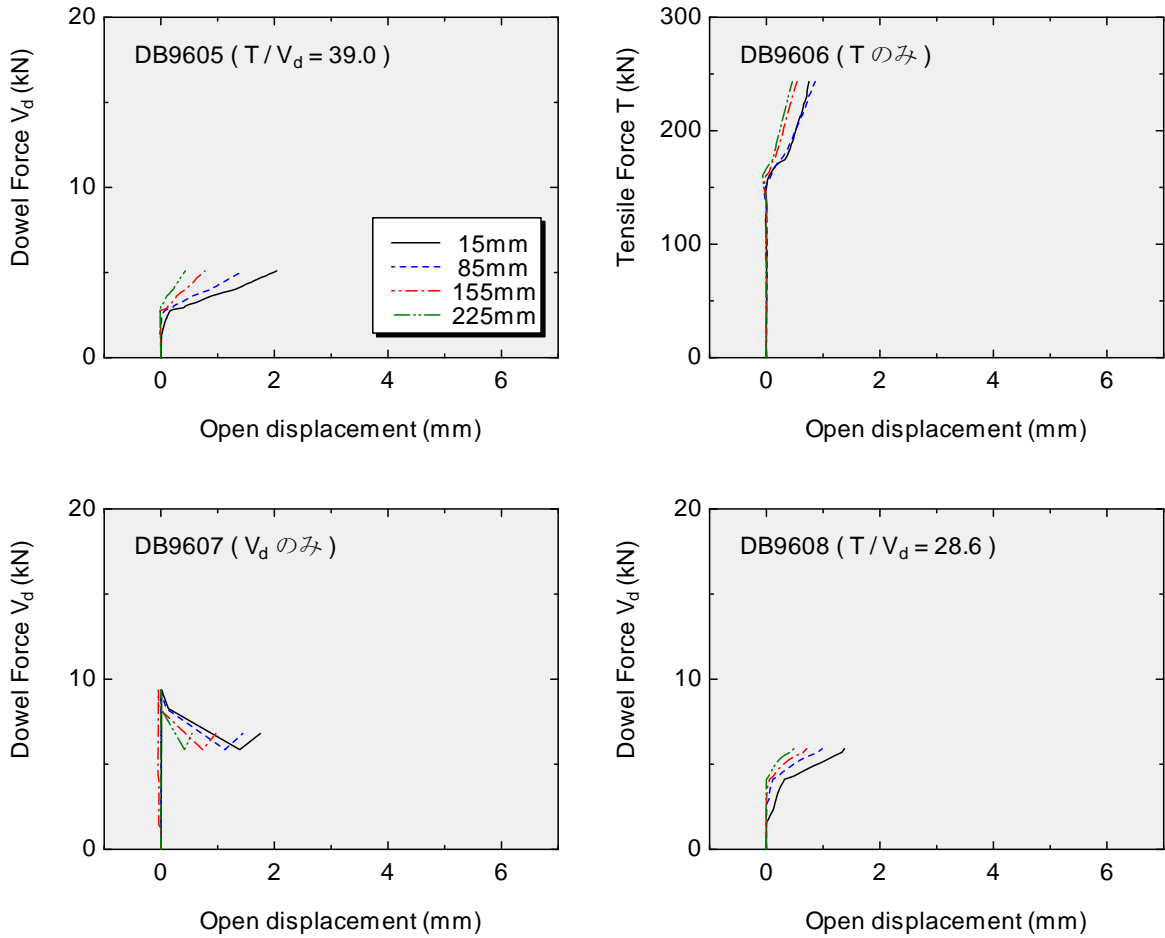 20
10
0
Dowel Force Vd (kN)
DB9605 ( T / Vd = 39.0 )
15mm
85mm
155mm
225mm
0 2 4 6
Open displacement (mm)
300
200
100
0
Tensile Force T (kN)
DB9606 ( T のみ )
0 2 4 6
Open displacement (mm)
20
10
0
Dowel Force Vd (kN)
DB9607 ( Vd のみ )
0 2 4 6
Open displacement (mm)
20
10
0
Dowel Force Vd (kN)
DB9608 ( T / Vd = 28.6 )
0 2 4 6
Open displacement (mm)